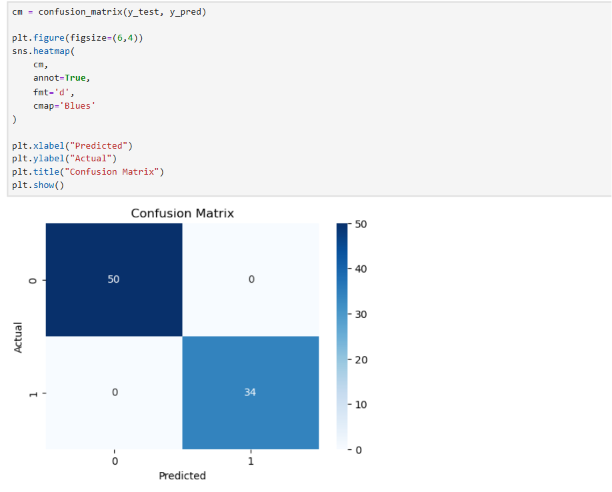 cm = confusion_matrix(y_test, y_pred)
plt.figure(figsize=(6,4))
sns.heatmap(
    cm,
    annot=True,
    fmt='d',
    cmap='Blues'
)
plt.xlabel("Predicted")
plt.ylabel("Actual")
plt.title("Confusion Matrix")
plt.show()
Confusion Matrix
50
0
0
34
0
1
Actual
0
1
Predicted
50
40
30
20
10
0